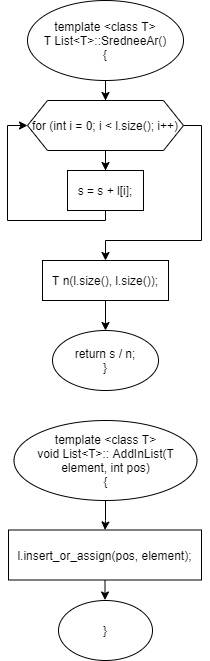 template <class T>
T List<T>::SredneeAr()
{
for (int i = 0; i < l.size(); i++)
s = s + l[i];
T n(l.size(), l.size());
return s / n;
}
template <class T>
void List<T>:: AddInList(T
element, int pos)
{
l.insert_or_assign(pos, element);
}